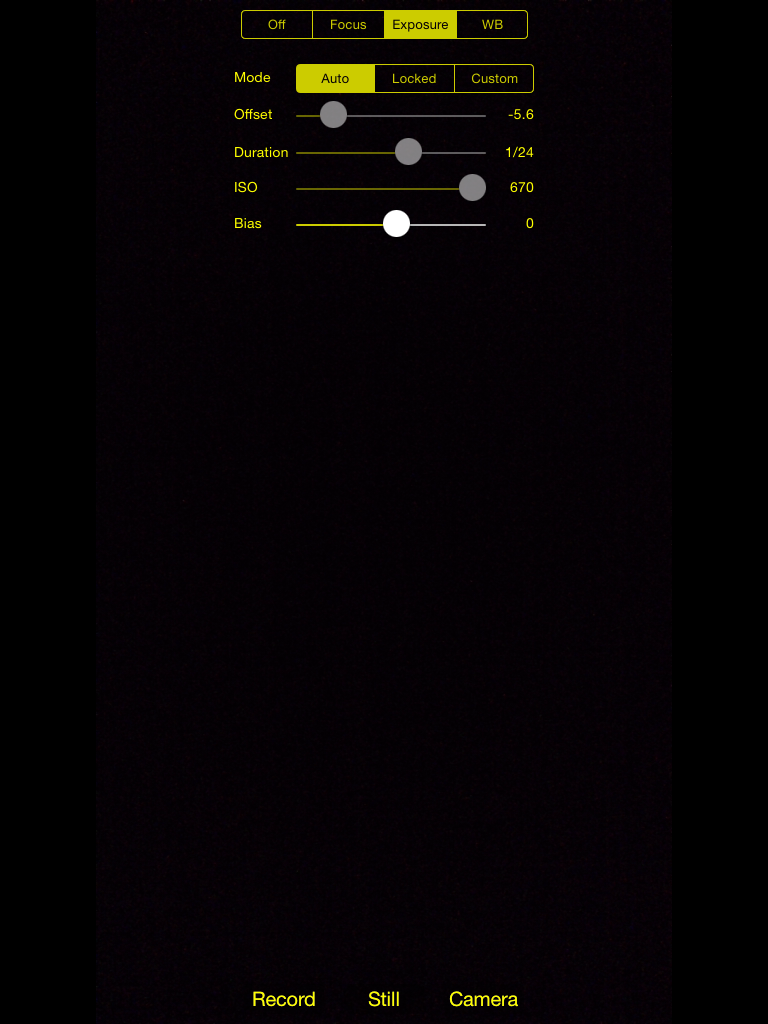 Off Focus Exposure WB
Mode Auto Locked Custom
Offset -5.6
Duration 1/24
ISO 670
Bias 0
Record Still Camera